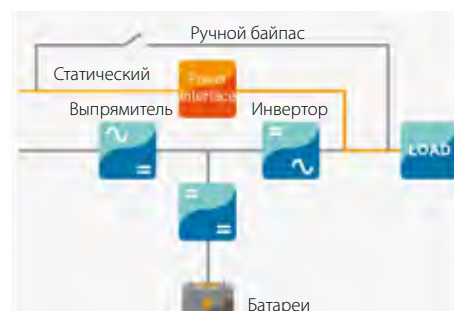 Ручной байпас
Статический
Power
Interface
Выпрямитель
Инвертор
LOAD
Батареи